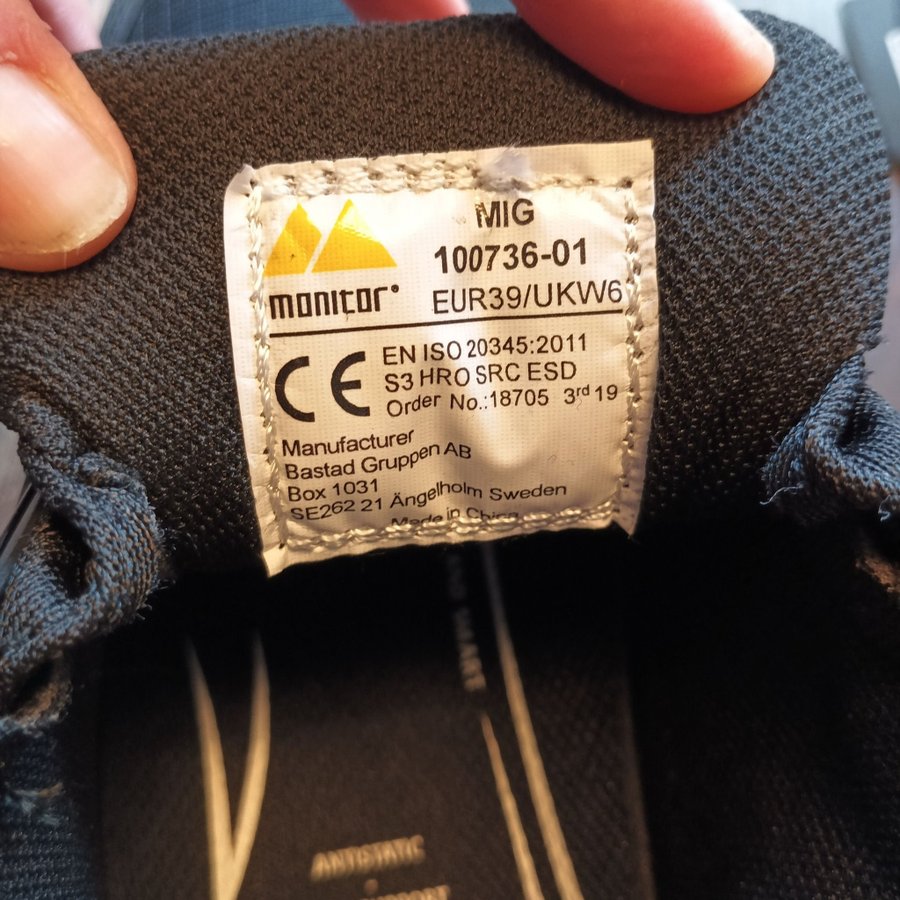 monitor®
MIG
100736-01
EUR39/UKW6
CE
EN ISO 20345:2011
S3 HRO SRC ESD
Order No.:18705 3rd 19
Manufacturer
Bastad Gruppen AB
Box 1031
SE262 21 Ängelholm Sweden
Made in China
ANTISTATIC